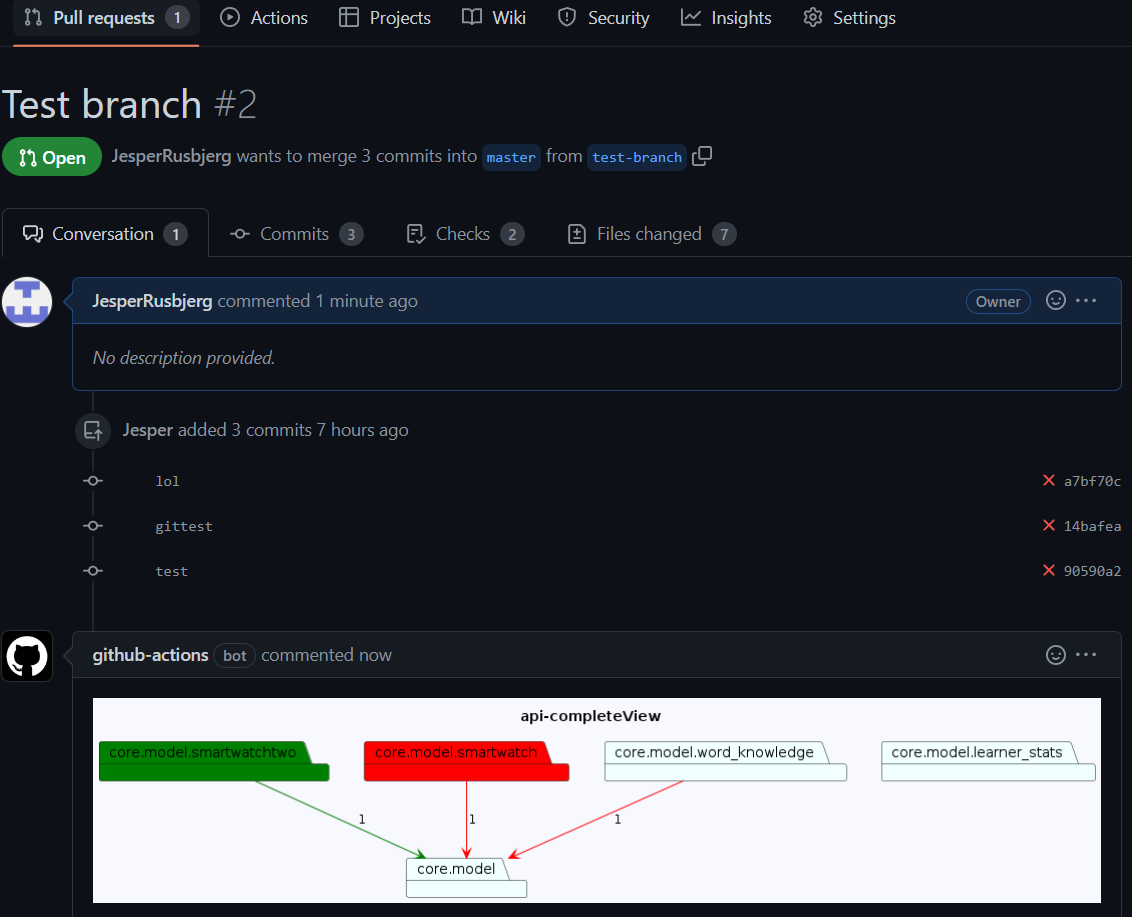 Pull requests 1 Actions Projects Wiki Security Insights Settings
Test branch #2
Open JesperRusbjerg wants to merge 3 commits into master from test-branch
Conversation 1 Commits 3 Checks 2 Files changed 7
JesperRusbjerg commented 1 minute ago Owner
No description provided.
Jesper added 3 commits 7 hours ago
lol a7bf70c
gittest 14bafea
test 90590a2
github-actions bot commented now
api-completeView
core.model.smartwatchtwo core.model.smartwatch core.model.word_knowledge core.model.learner_stats
1 1 1
core.model